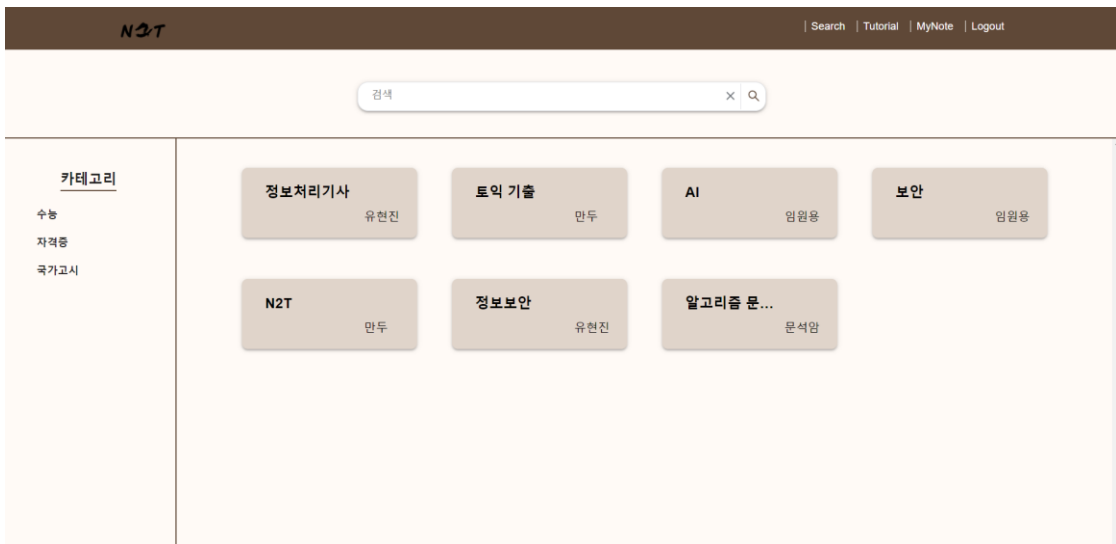 N2T
Search
Tutorial
MyNote
Logout
검색
카테고리
수능
자격증
국가고시
정보처리기사
유현진
토익 기출
만두
AI
임원용
보안
임원용
N2T
만두
정보보안
유현진
알고리즘 문...
문석암